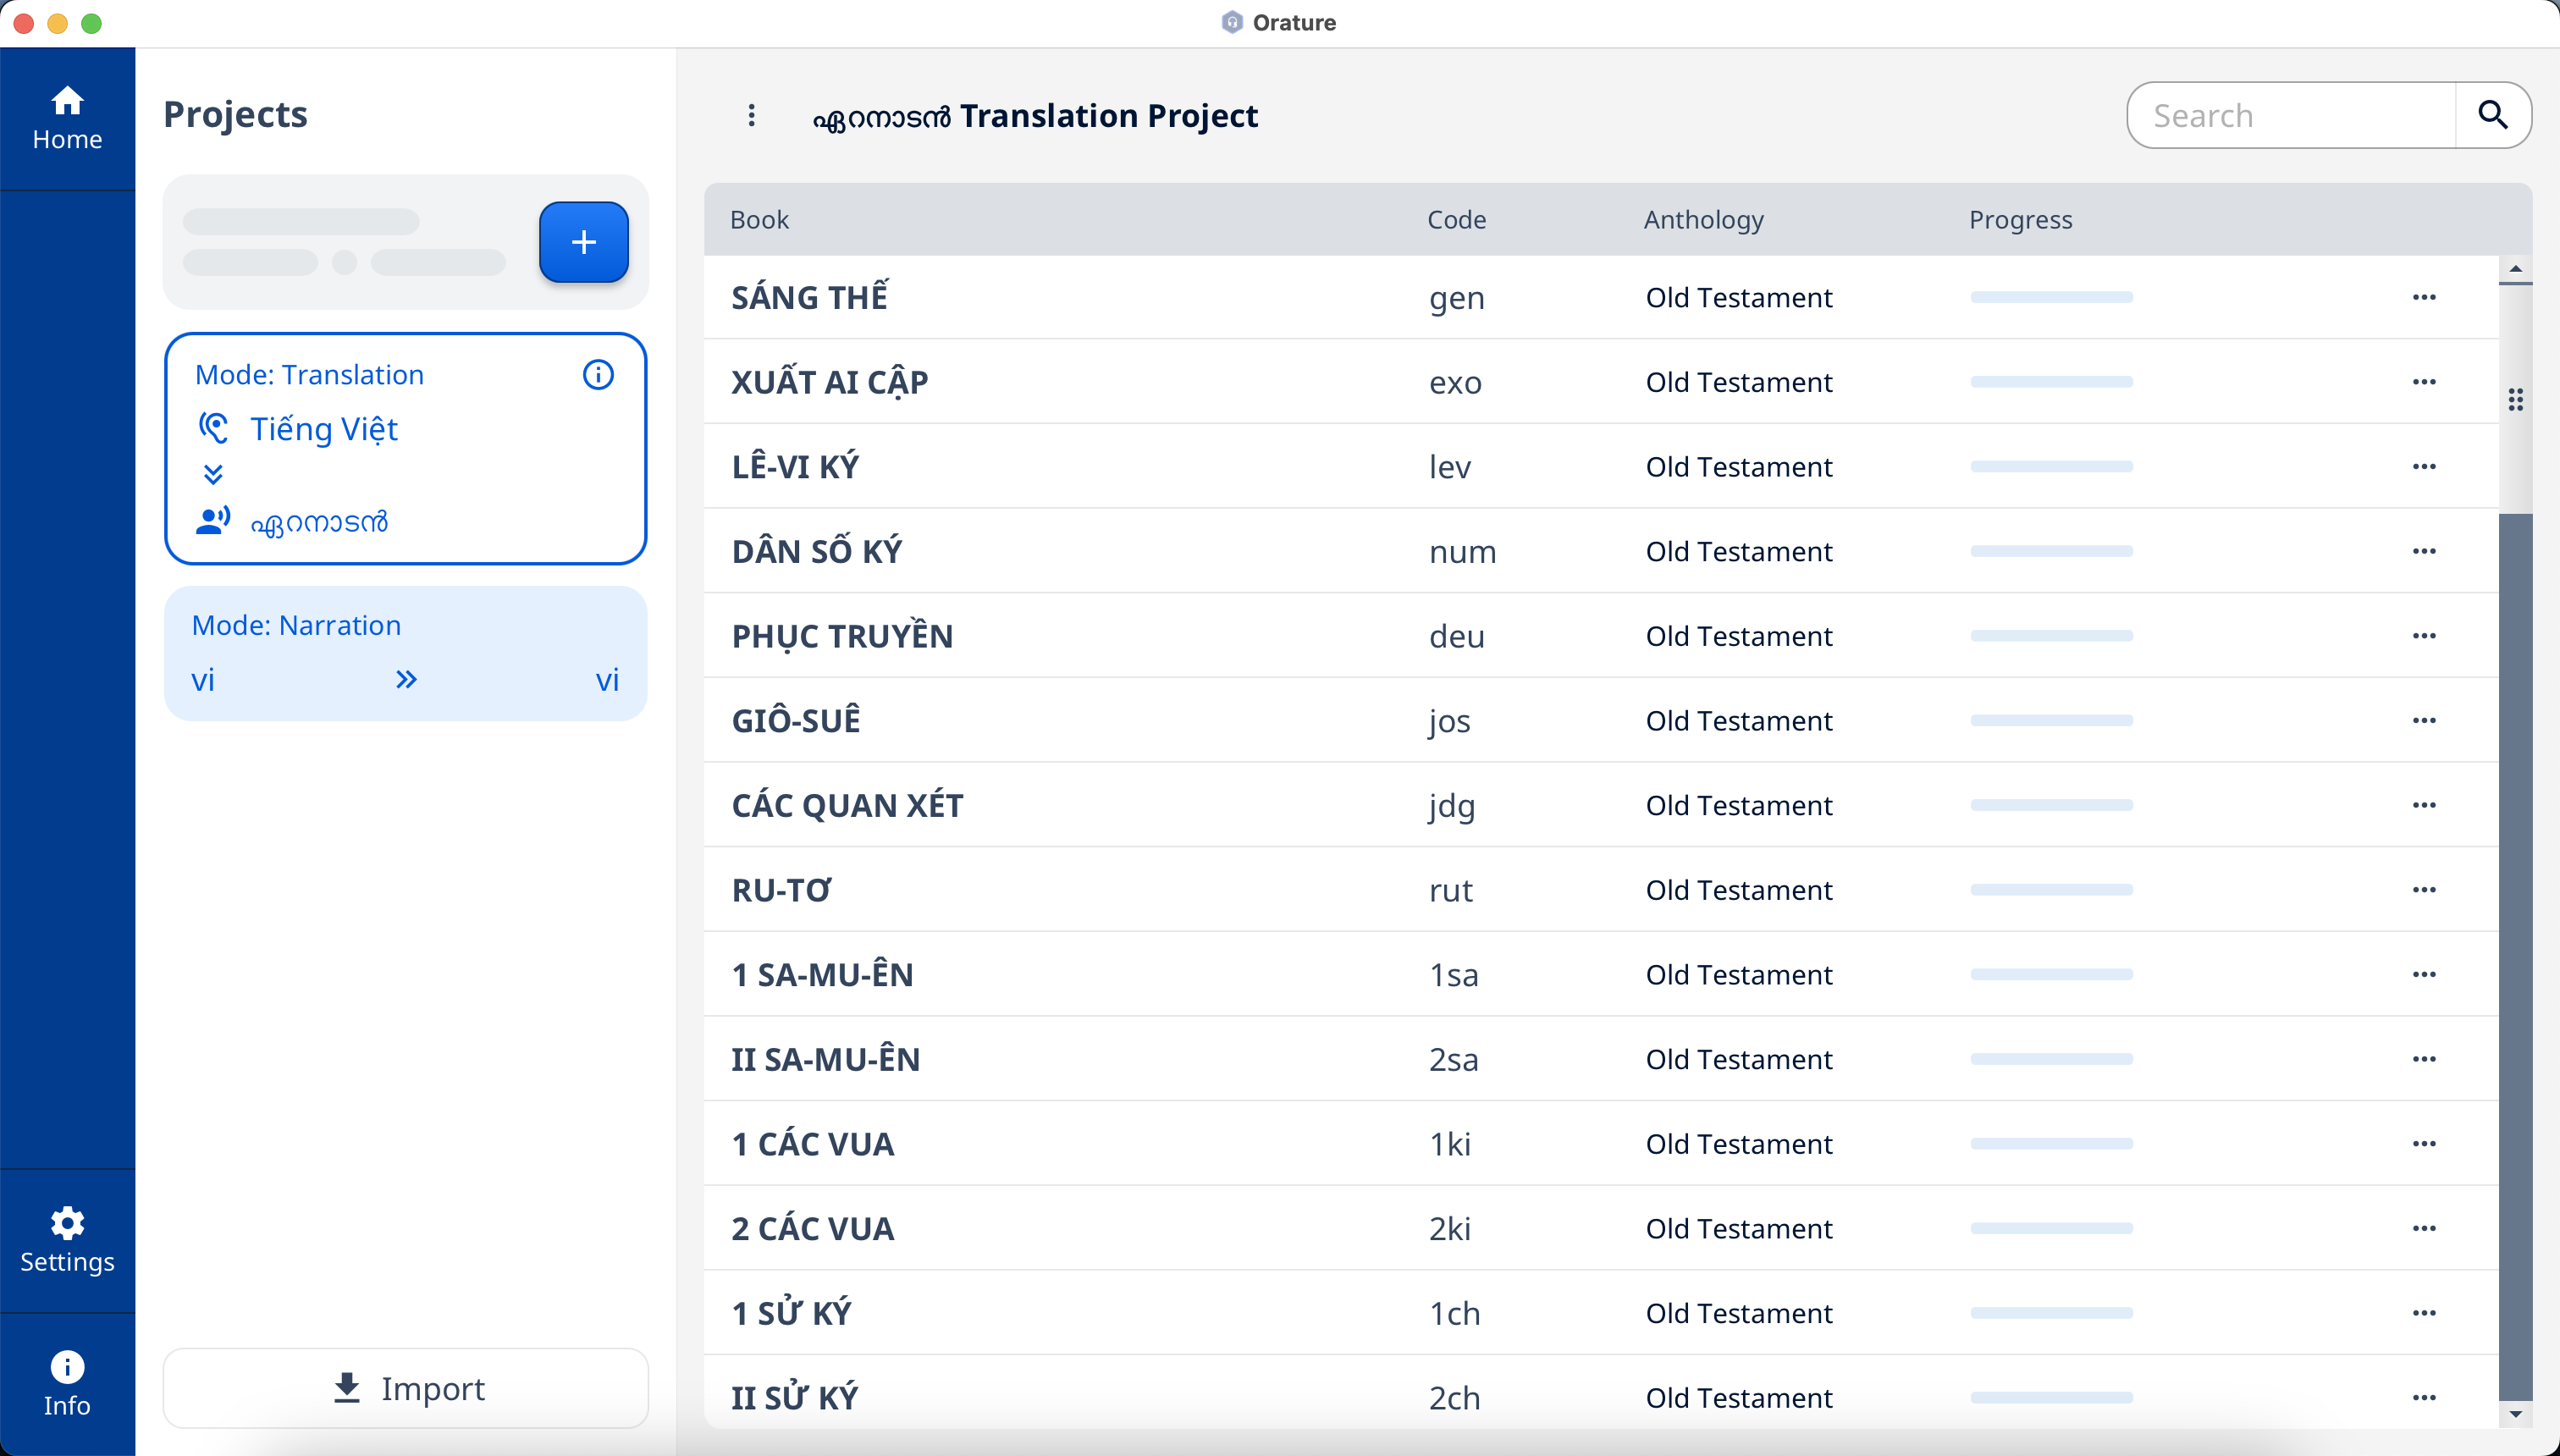 Orature
Home
Settings
Info
Projects
Mode: Translation
Tiếng Việt
ഏറനാടൻ
Mode: Narration
vi vi
Import
ഏറനാടൻ Translation Project
Search
Book Code Anthology Progress
SÁNG THẾ gen Old Testament
XUẤT AI CẬP exo Old Testament
LÊ-VI KÝ lev Old Testament
DÂN SỐ KÝ num Old Testament
PHỤC TRUYỀN deu Old Testament
GIÔ-SUÊ jos Old Testament
CÁC QUAN XÉT jdg Old Testament
RU-TƠ rut Old Testament
1 SA-MU-ÊN 1sa Old Testament
II SA-MU-ÊN 2sa Old Testament
1 CÁC VUA 1ki Old Testament
2 CÁC VUA 2ki Old Testament
1 SỬ KÝ 1ch Old Testament
II SỬ KÝ 2ch Old Testament